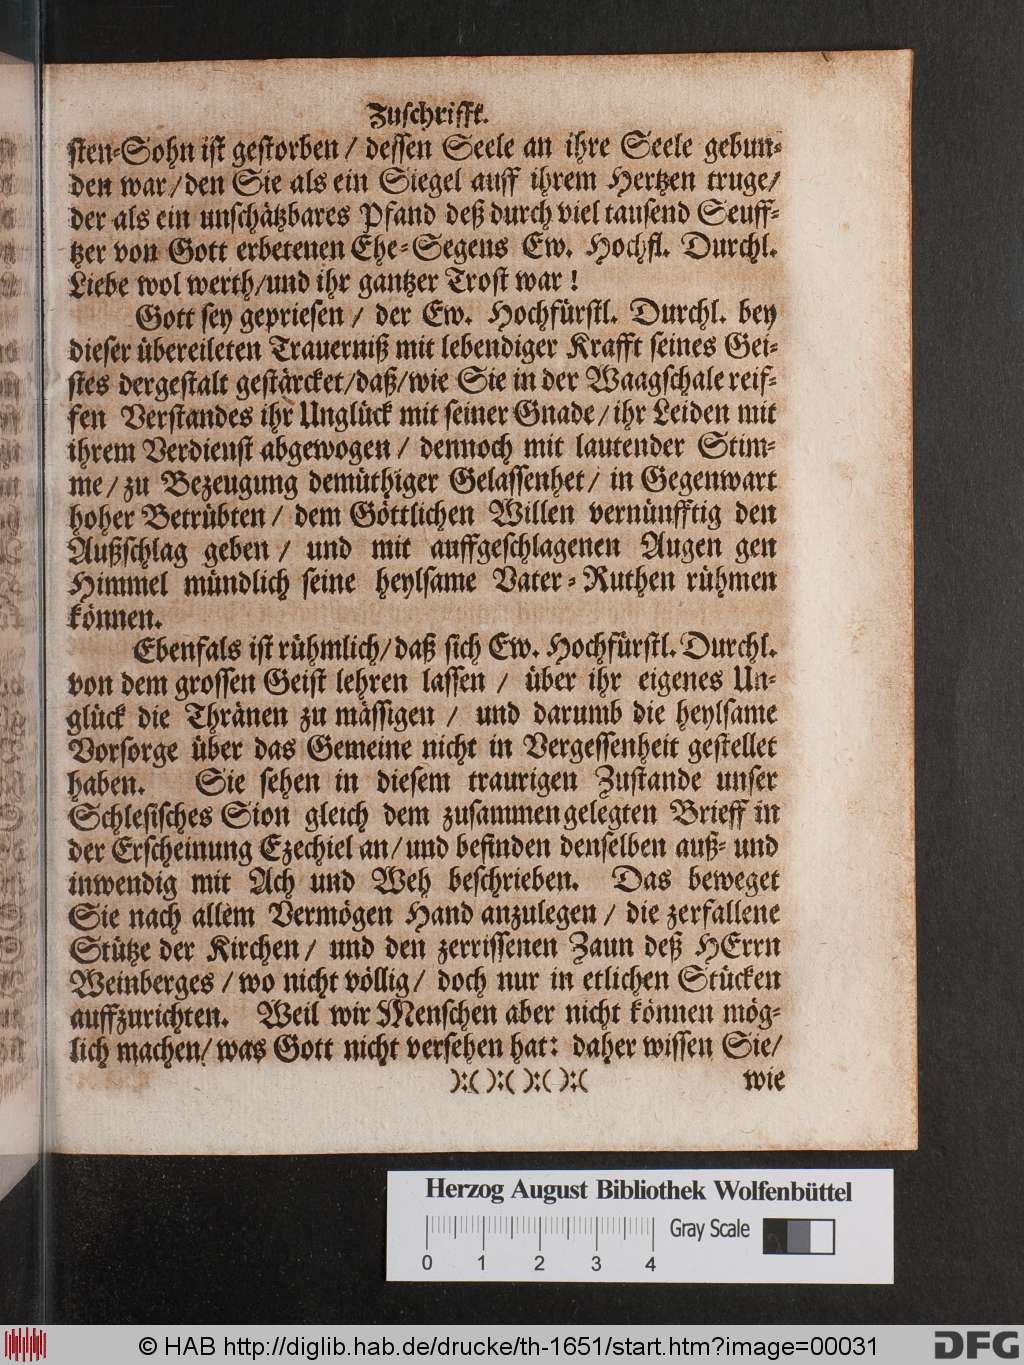 Zuschrifft.
sten-Sohn ist gestorben / dessen Seele an ihre Seele gebun-
den war / den Sie als ein Siegel auff ihrem Hertzen truge /
der als ein unschätzbares Pfand deß durch viel tausend Seuff-
tzer von Gott erbetenen Ehe-Segens Ew. Hochfl. Durchl.
Liebe wol werth / und ihr gantzer Trost war !
Gott sey gepriesen / der Ew. Hochfürstl. Durchl. bey
dieser übereileten Trauerniß mit lebendiger Krafft seines Gei-
stes dergestalt gestärcket / daß / wie Sie in der Waagschale reif-
fen Verstandes ihr Unglück mit seiner Gnade / ihr Leiden mit
ihrem Verdienst abgewogen / dennoch mit lautender Stim-
me / zu Bezeugung demüthiger Gelassenhet / in Gegenwart
hoher Betrübten / dem Göttlichen Willen vernünfftig den
Außschlag geben / und mit auffgeschlagenen Augen gen
Himmel mündlich seine heylsame Vater-Ruthen rühmen
können.
Ebenfals ist rühmlich / daß sich Ew. Hochfürstl. Durchl.
von dem grossen Geist lehren lassen / über ihr eigenes Un-
glück die Thränen zu mässigen / und darumb die heylsame
Vorsorge über das Gemeine nicht in Vergessenheit gestellet
haben. Sie sehen in diesem traurigen Zustande unser
Schlesisches Sion gleich dem zusammengelegten Brieff in
der Erscheinung Ezechiel an / und befinden denselben auß- und
inwendig mit Ach und Weh beschrieben. Das beweget
Sie nach allem Vermögen Hand anzulegen / die zerfallene
Stütze der Kirchen / und den zerrissenen Zaun deß HErrn
Weinberges / wo nicht völlig / doch nur in etlichen Stücken
auffzurichten. Weil wir Menschen aber nicht können mög-
lich machen / was Gott nicht versehen hat: daher wissen Sie /
):( ):( ):( ):( wie
Herzog August Bibliothek Wolfenbüttel
Gray Scale
0 1 2 3 4
© HAB http://diglib.hab.de/drucke/th-1651/start.htm?image=00031
DFG